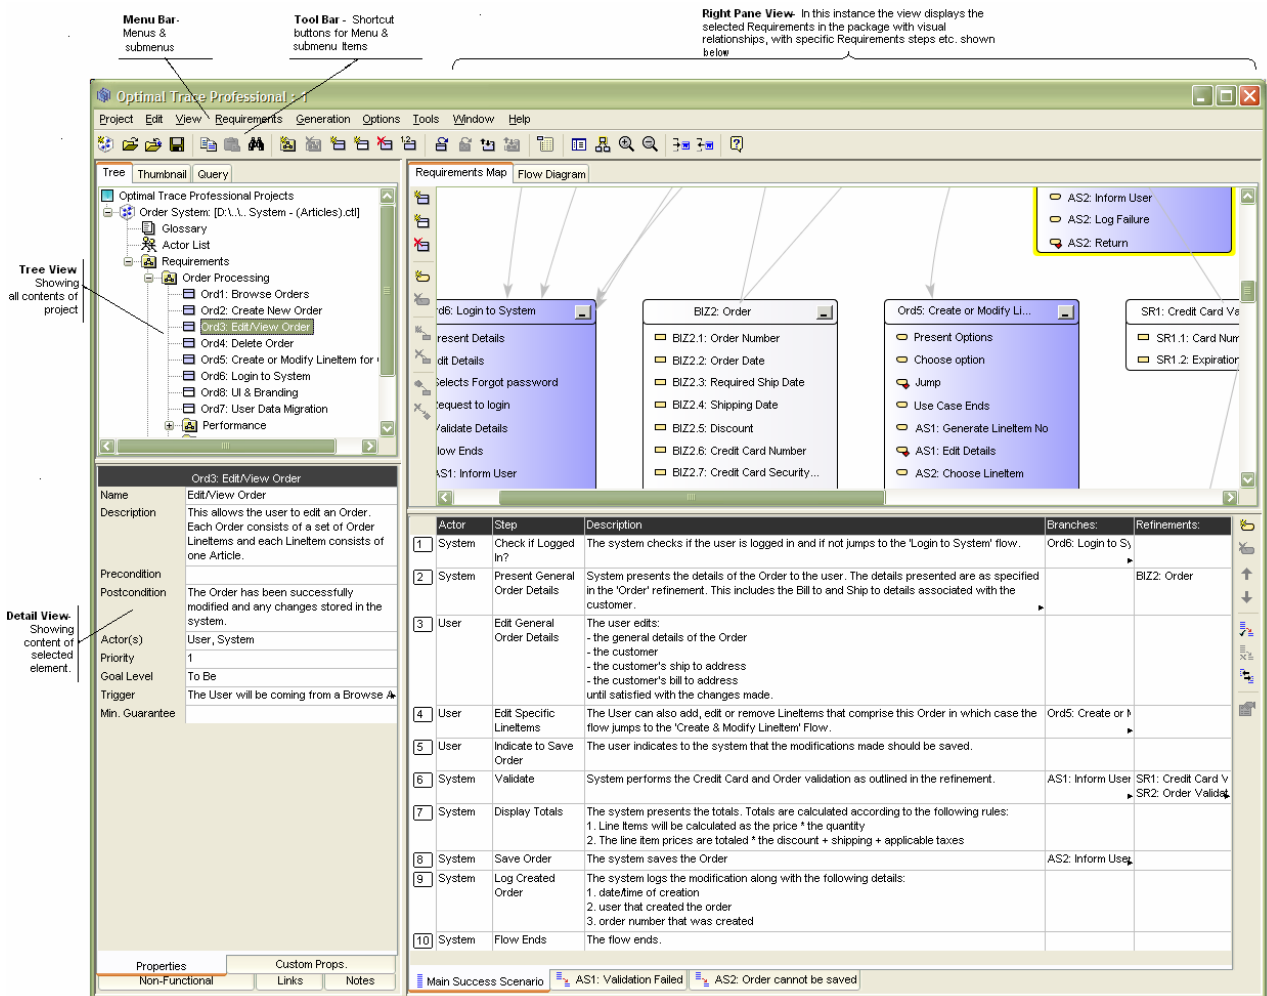 Menu Bar-
Menus &
submenus
Tool Bar - Shortcut
buttons for Menu &
submenu Items
Right Pane View- In this instance the view displays the
selected Requirements in the package with visual
relationships, with specific Requirements steps etc. shown
below
Optimal Trace Professional : 1
Project Edit View Requirements Generation Options Tools Window Help
Tree Thumbnail Query
Optimal Trace Professional Projects
Order System: [D:\..\.. System - (Articles).ctl]
Glossary
Actor List
Requirements
Order Processing
Ord1: Browse Orders
Ord2: Create New Order
Ord3: Edit/View Order
Ord4: Delete Order
Ord5: Create or Modify LineItem for
Ord6: Login to System
Ord8: UI & Branding
Ord7: User Data Migration
Performance
Tree View
Showing
all contents of
project
Requirements Map Flow Diagram
AS2: Inform User
AS2: Log Failure
AS2: Return
rd6: Login to System
resent Details
dit Details
Selects Forgot password
equest to login
Validate Details
low Ends
AS1: Inform User
BIZ2: Order
BIZ2.1: Order Number
BIZ2.2: Order Date
BIZ2.3: Required Ship Date
BIZ2.4: Shipping Date
BIZ2.5: Discount
BIZ2.6: Credit Card Number
BIZ2.7: Credit Card Security...
Ord5: Create or Modify Li...
Present Options
Choose option
Jump
Use Case Ends
AS1: Generate LineItem No
AS1: Edit Details
AS2: Choose LineItem
SR1: Credit Card Va
SR1.1: Card Num
SR1.2: Expiration
Ord3: Edit/View Order
Name Edit/View Order
Description This allows the user to edit an Order.
Each Order consists of a set of Order
LineItems and each LineItem consists of
one Article.
Precondition
Postcondition The Order has been successfully
modified and any changes stored in the
system.
Actor(s) User, System
Priority 1
Goal Level To Be
Trigger The User will be coming from a Browse A
Min. Guarantee
Detail View-
Showing
content of
selected
element.
Properties Custom Props.
Non-Functional Links Notes
Actor Step Description Branches: Refinements:
1 System Check if Logged The system checks if the user is logged in and if not jumps to the 'Login to System' flow. Ord6: Login to Sy
In?
2 System Present General System presents the details of the Order to the user. The details presented are as specified BIZ2: Order
Order Details in the 'Order' refinement. This includes the Bill to and Ship to details associated with the
customer.
3 User Edit General The user edits:
Order Details - the general details of the Order
- the customer
- the customer's ship to address
- the customer's bill to address
until satisfied with the changes made.
4 User Edit Specific The User can also add, edit or remove LineItems that comprise this Order in which case the Ord5: Create or M
LineItems flow jumps to the 'Create & Modify LineItem' Flow.
5 User Indicate to Save The user indicates to the system that the modifications made should be saved.
Order
6 System Validate System performs the Credit Card and Order validation as outlined in the refinement. AS1: Inform User SR1: Credit Card V
SR2: Order Validat
7 System Display Totals The system presents the totals. Totals are calculated according to the following rules:
1. Line Items will be calculated as the price * the quantity
2. The line item prices are totaled * the discount + shipping + applicable taxes
8 System Save Order The system saves the Order AS2: Inform User
9 System Log Created The system logs the modification along with the following details:
Order 1. date/time of creation
2. user that created the order
3. order number that was created
10 System Flow Ends The flow ends.
Main Success Scenario AS1: Validation Failed AS2: Order cannot be saved